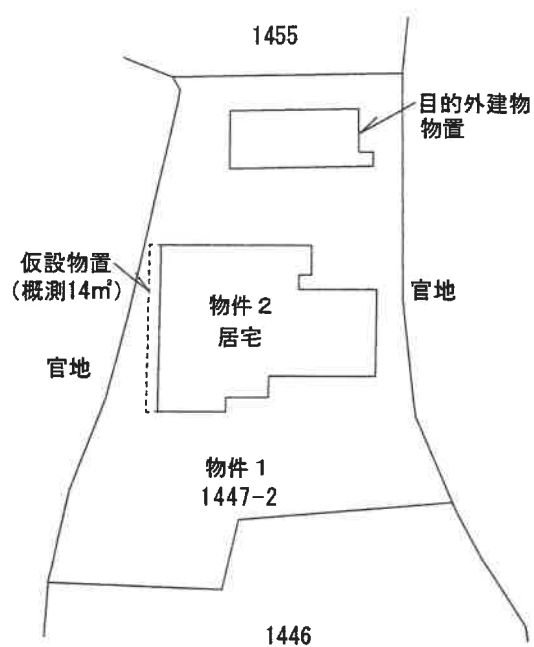 1455
目的外建物
物置
仮設物置
(概測14㎡)
物件2
居宅
官地
官地
物件1
1447-2
1446